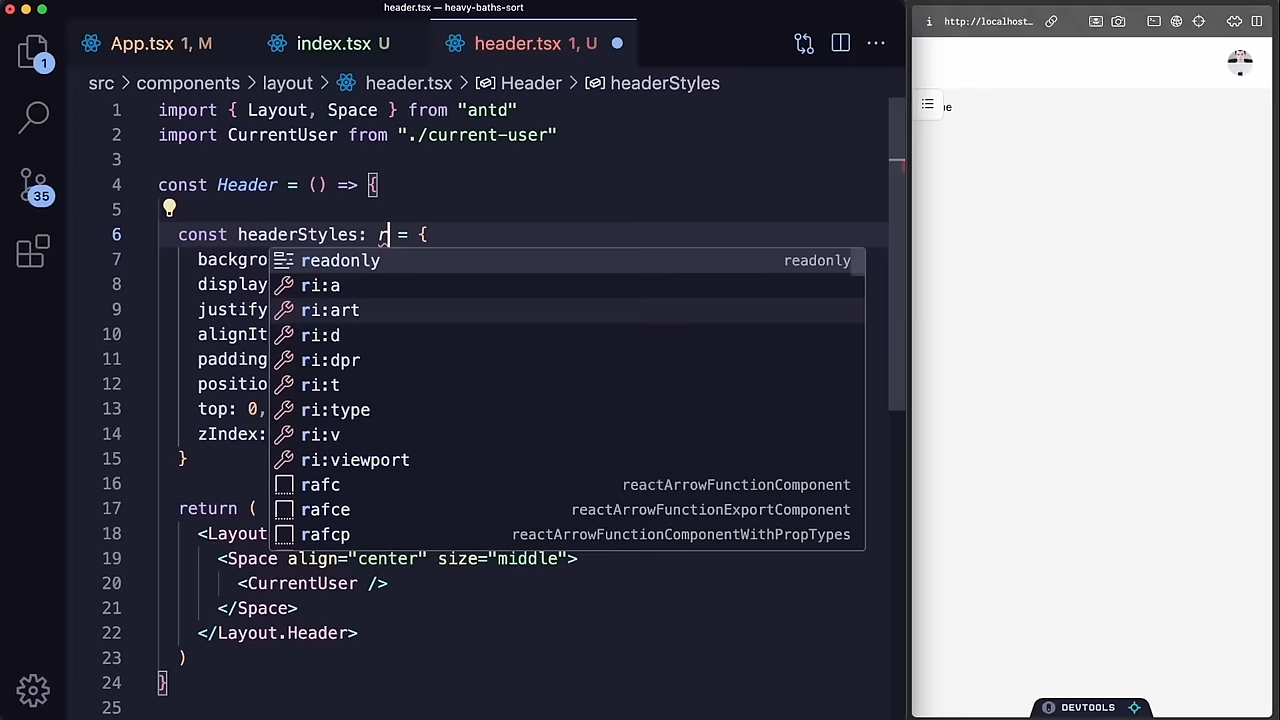 header.tsx — heavy-baths-sort
App.tsx 1, M
index.tsx U
header.tsx 1, U
src > components > layout > header.tsx > Header > headerStyles
1 import { Layout, Space } from "antd"
2 import CurrentUser from "./current-user"
3
4 const Header = () => {
5
6 const headerStyles: r = {
7 backgro
8 display
9 justify
10 alignIt
11 padding
12 positio
13 top: 0,
14 zIndex:
15 }
16
17 return (
18 <Layout
19 <Space align="center" size="middle">
20 <CurrentUser />
21 </Space>
22 </Layout.Header>
23 )
24 }
25
readonly readonly
ri:a
ri:art
ri:d
ri:dpr
ri:t
ri:type
ri:v
ri:viewport
rafc reactArrowFunctionComponent
rafce reactArrowFunctionExportComponent
rafcp reactArrowFunctionComponentWithPropTypes
1
35
http://localhost...
DEVTOOLS